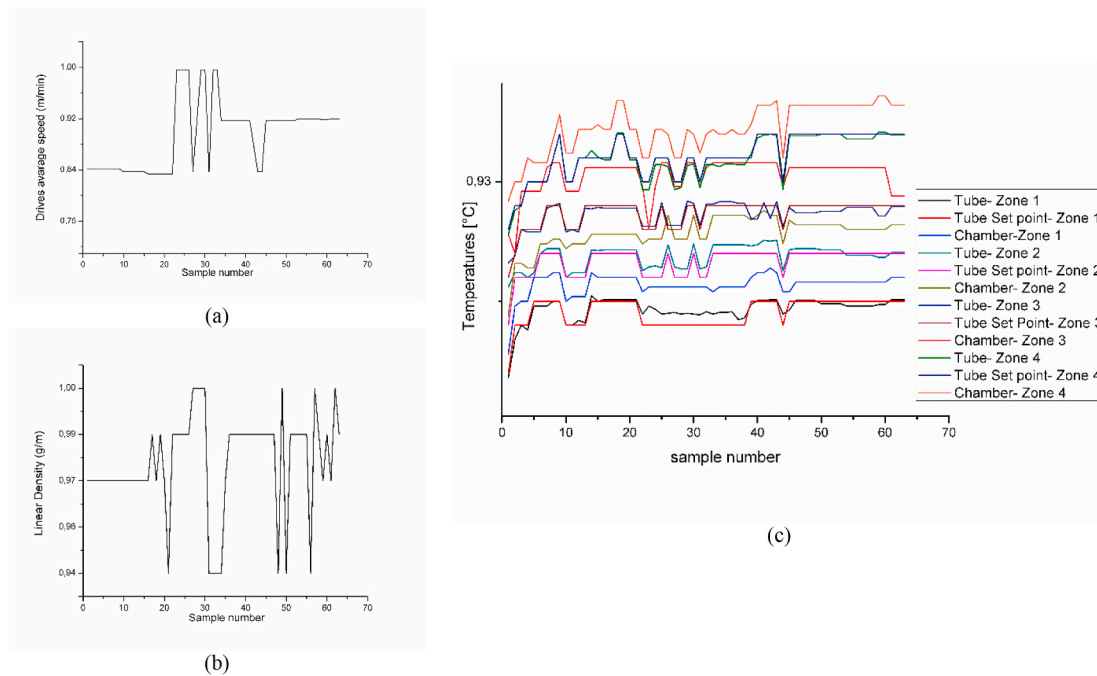 Drives avarage speed (m/min)
1.00
0,92
0,84
0,76
0 10 20 30 40 50 60 70
Sample number
(a)
Linear Density (g/m)
1,00
0,99
0,97
0,96
0,94
0 10 20 30 40 50 60 70
Sample number
(b)
Temperatures [°C]
0,93
0 10 20 30 40 50 60 70
sample number
Tube- Zone 1
Tube Set point- Zone 1
Chamber-Zone 1
Tube- Zone 2
Tube Set point- Zone 2
Chamber- Zone 2
Tube- Zone 3
Tube Set Point- Zone 3
Chamber- Zone 3
Tube- Zone 4
Tube Set point- Zone 4
Chamber- Zone 4
(c)